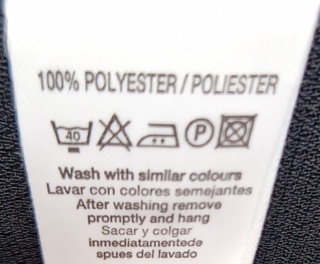 100% POLYESTER / POLIESTER
40 P
Wash with similar colours
Lavar con colores semejantes
After washing remove
promptly and hang
Sacar y colgar
inmediatamentede
spues del lavado